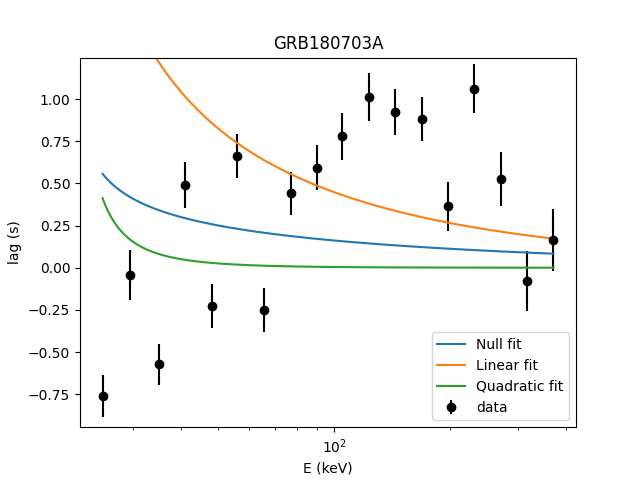 GRB180703A
1.00
0.75
0.50
0.25
0.00
−0.25
−0.50
−0.75
lag (s)
Null fit
Linear fit
Quadratic fit
data
10²
E (keV)